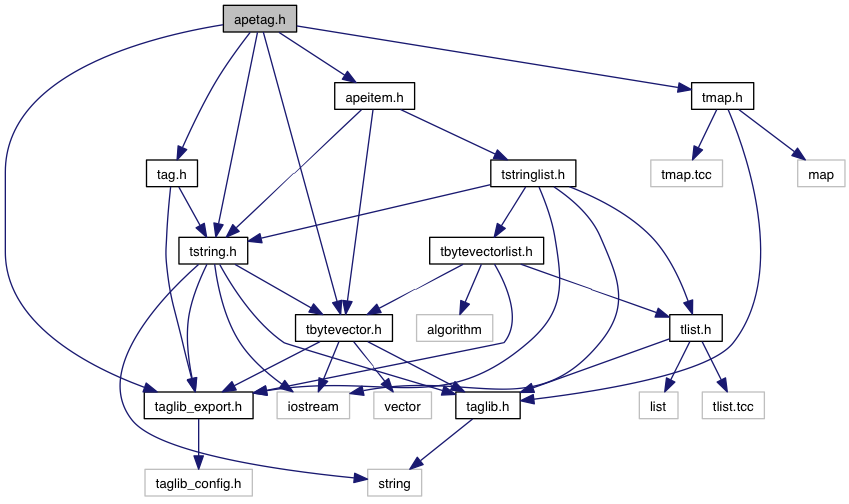 apetag.h
apeitem.h
tmap.h
tag.h
tstringlist.h
tmap.tcc
map
tstring.h
tbytevectorlist.h
tbytevector.h
algorithm
tlist.h
taglib_export.h
iostream
vector
taglib.h
list
tlist.tcc
taglib_config.h
string